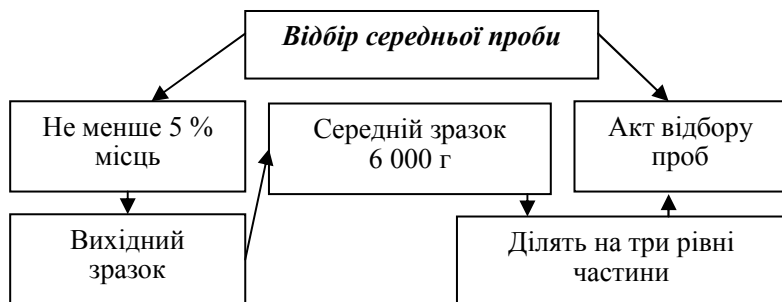 Відбір середньої проби
Не менше 5 %
місць
Середній зразок
6 000 г
Акт відбору
проб
Вихідний
зразок
Ділять на три рівні
частини